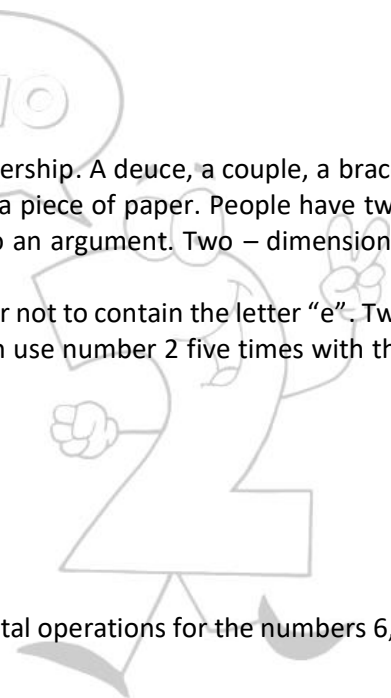 ership. A deuce, a couple, a brac
a piece of paper. People have tw
o an argument. Two – dimension
r not to contain the letter “e”. Tw
n use number 2 five times with th
2
tal operations for the numbers 6,